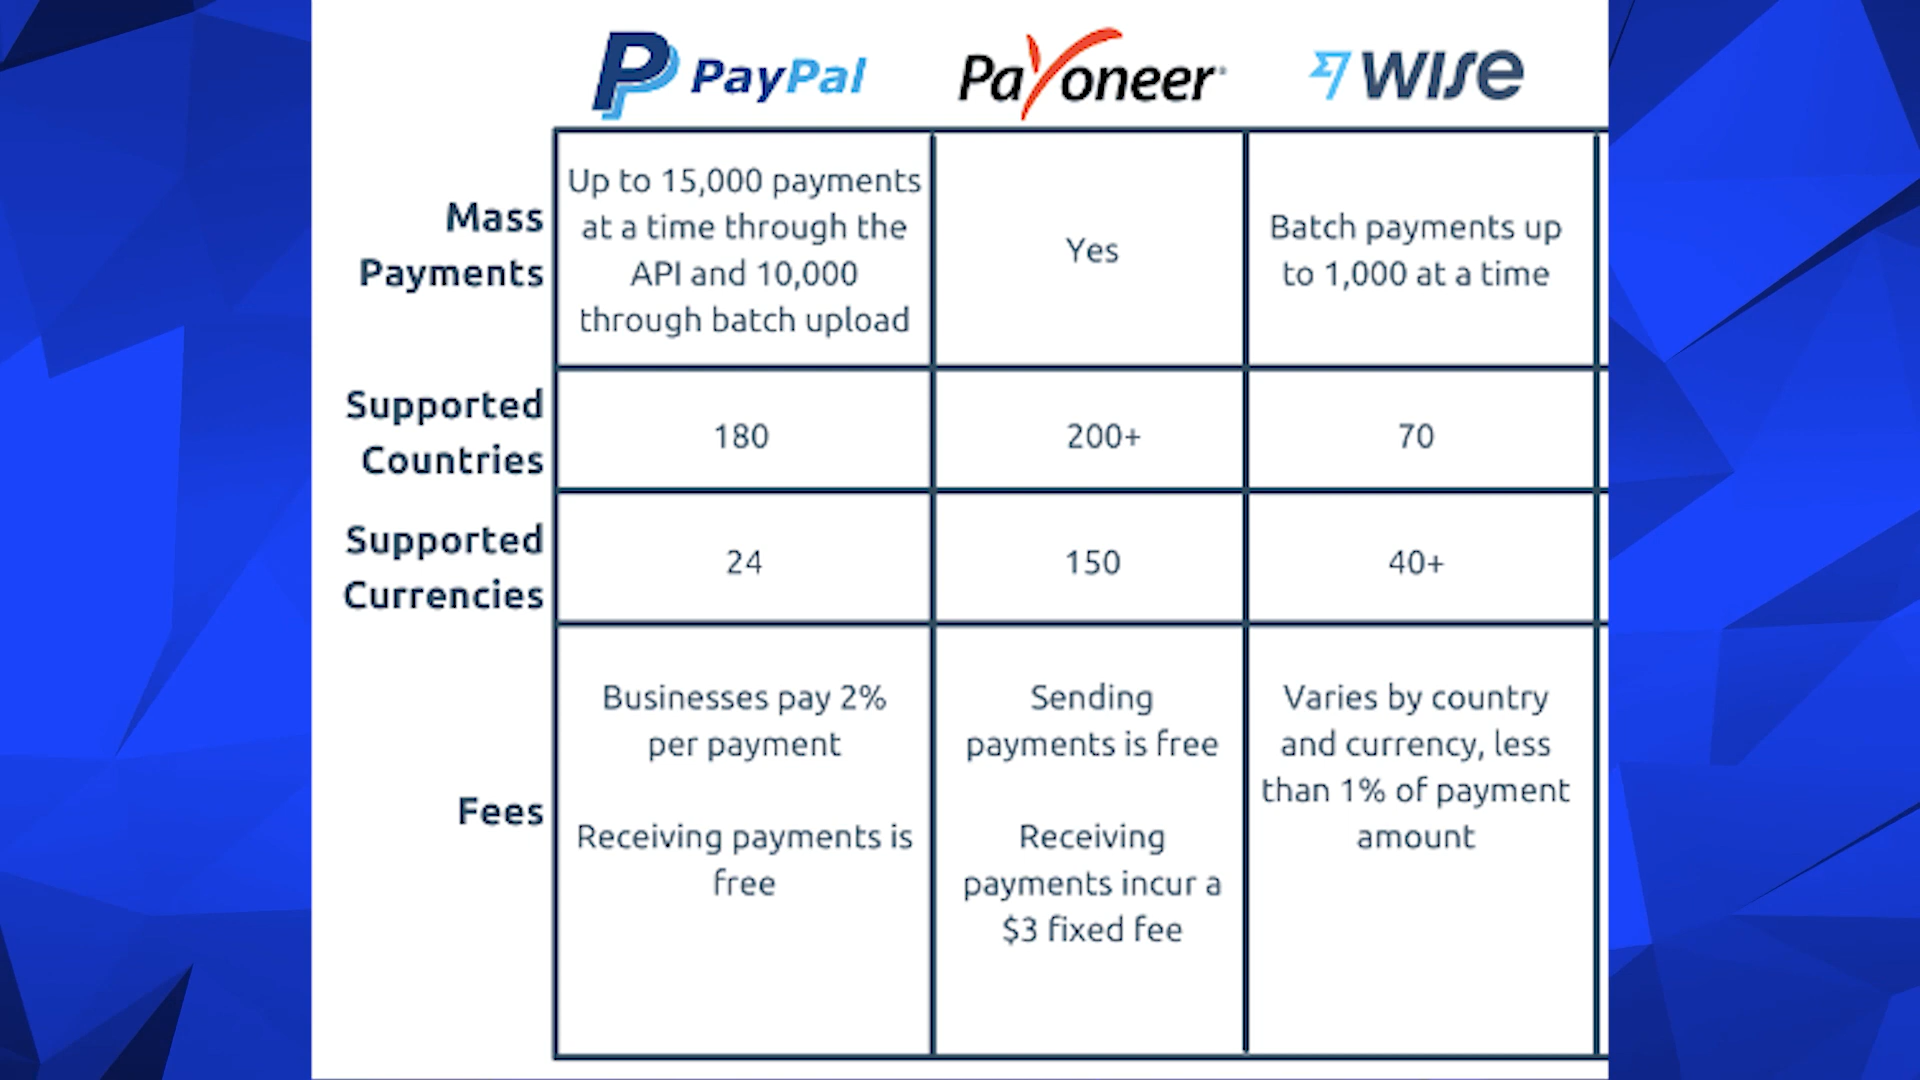 PayPal
Payoneer
wise
Mass
Payments
Up to 15,000 payments
at a time through the
API and 10,000
through batch upload
Yes
Batch payments up
to 1,000 at a time
Supported
Countries
180
200+
70
Supported
Currencies
24
150
40+
Fees
Businesses pay 2%
per payment
Receiving payments is
free
Sending
payments is free
Receiving
payments incur a
$3 fixed fee
Varies by country
and currency, less
than 1% of payment
amount